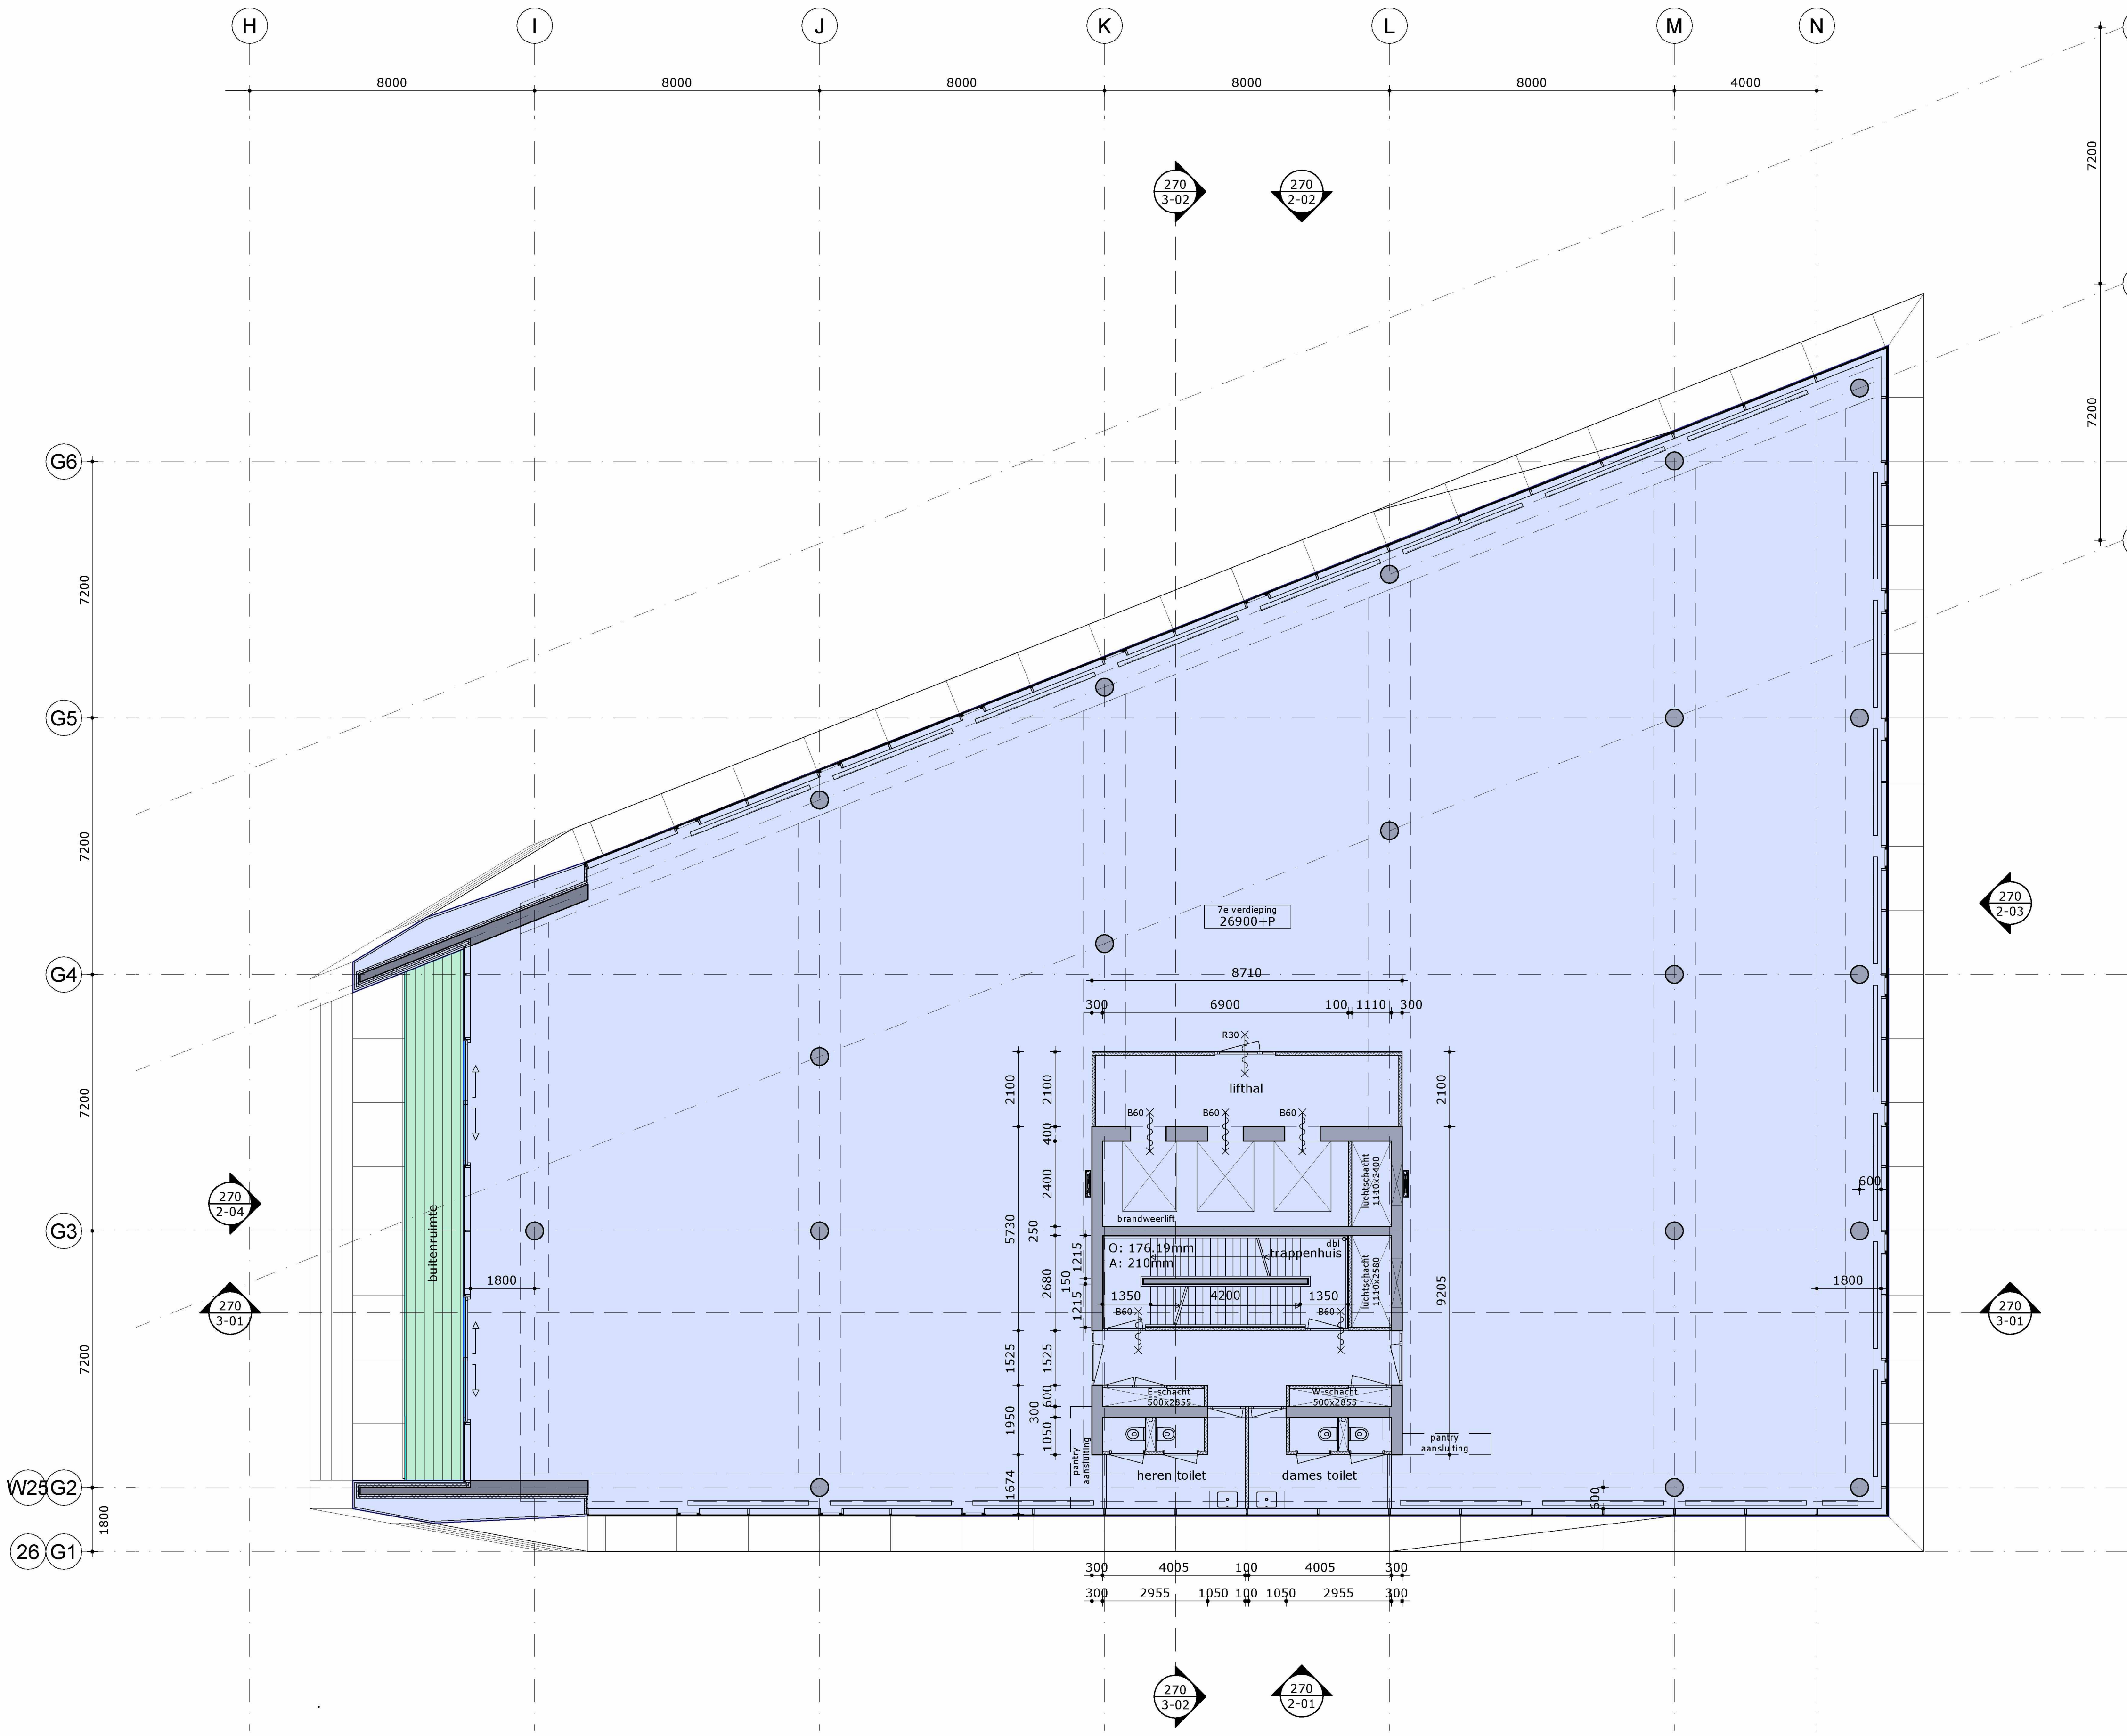 H I J K L M N
8000 8000 8000 8000 8000 4000
7200
7200
270
3-02
270
2-02
G6
7200
G5
7200
G4
7200
G3
7200
W25 G2
1800
26 G1
7e verdieping
26900+P
8710
300 6900 100 1110 300
R30
lifthal
B60 B60 B60
2100 2100 2100
400
2400
5730
250
1215
150
1215
2680
9205
1525 1525
600
300
1950
1050
1674
luchtschacht
1110x2400
brandweerlift
O: 176.19mm
A: 210mm
dbl
trappenhuis
luchtschacht
1110x2580
1350 4200 1350
B60 B60
E-schacht
500x2855
W-schacht
500x2855
pantry
aansluiting
pantry
aansluiting
heren toilet
dames toilet
buitenruimte
1800
600
1800
600
270
2-03
270
2-04
270
3-01
270
3-01
300 4005 100 4005 300
300 2955 1050 100 1050 2955 300
270
3-02
270
2-01